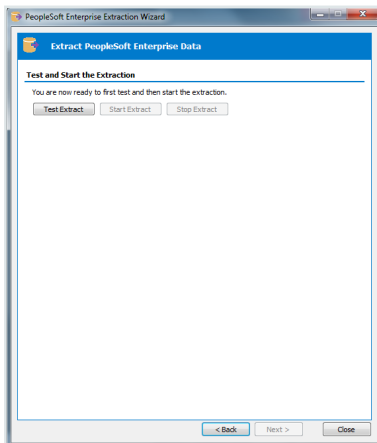 PeopleSoft Enterprise Extraction Wizard
Extract PeopleSoft Enterprise Data
Test and Start the Extraction
You are now ready to first test and then start the extraction.
Test Extract Start Extract Stop Extract
< Back Next > Close